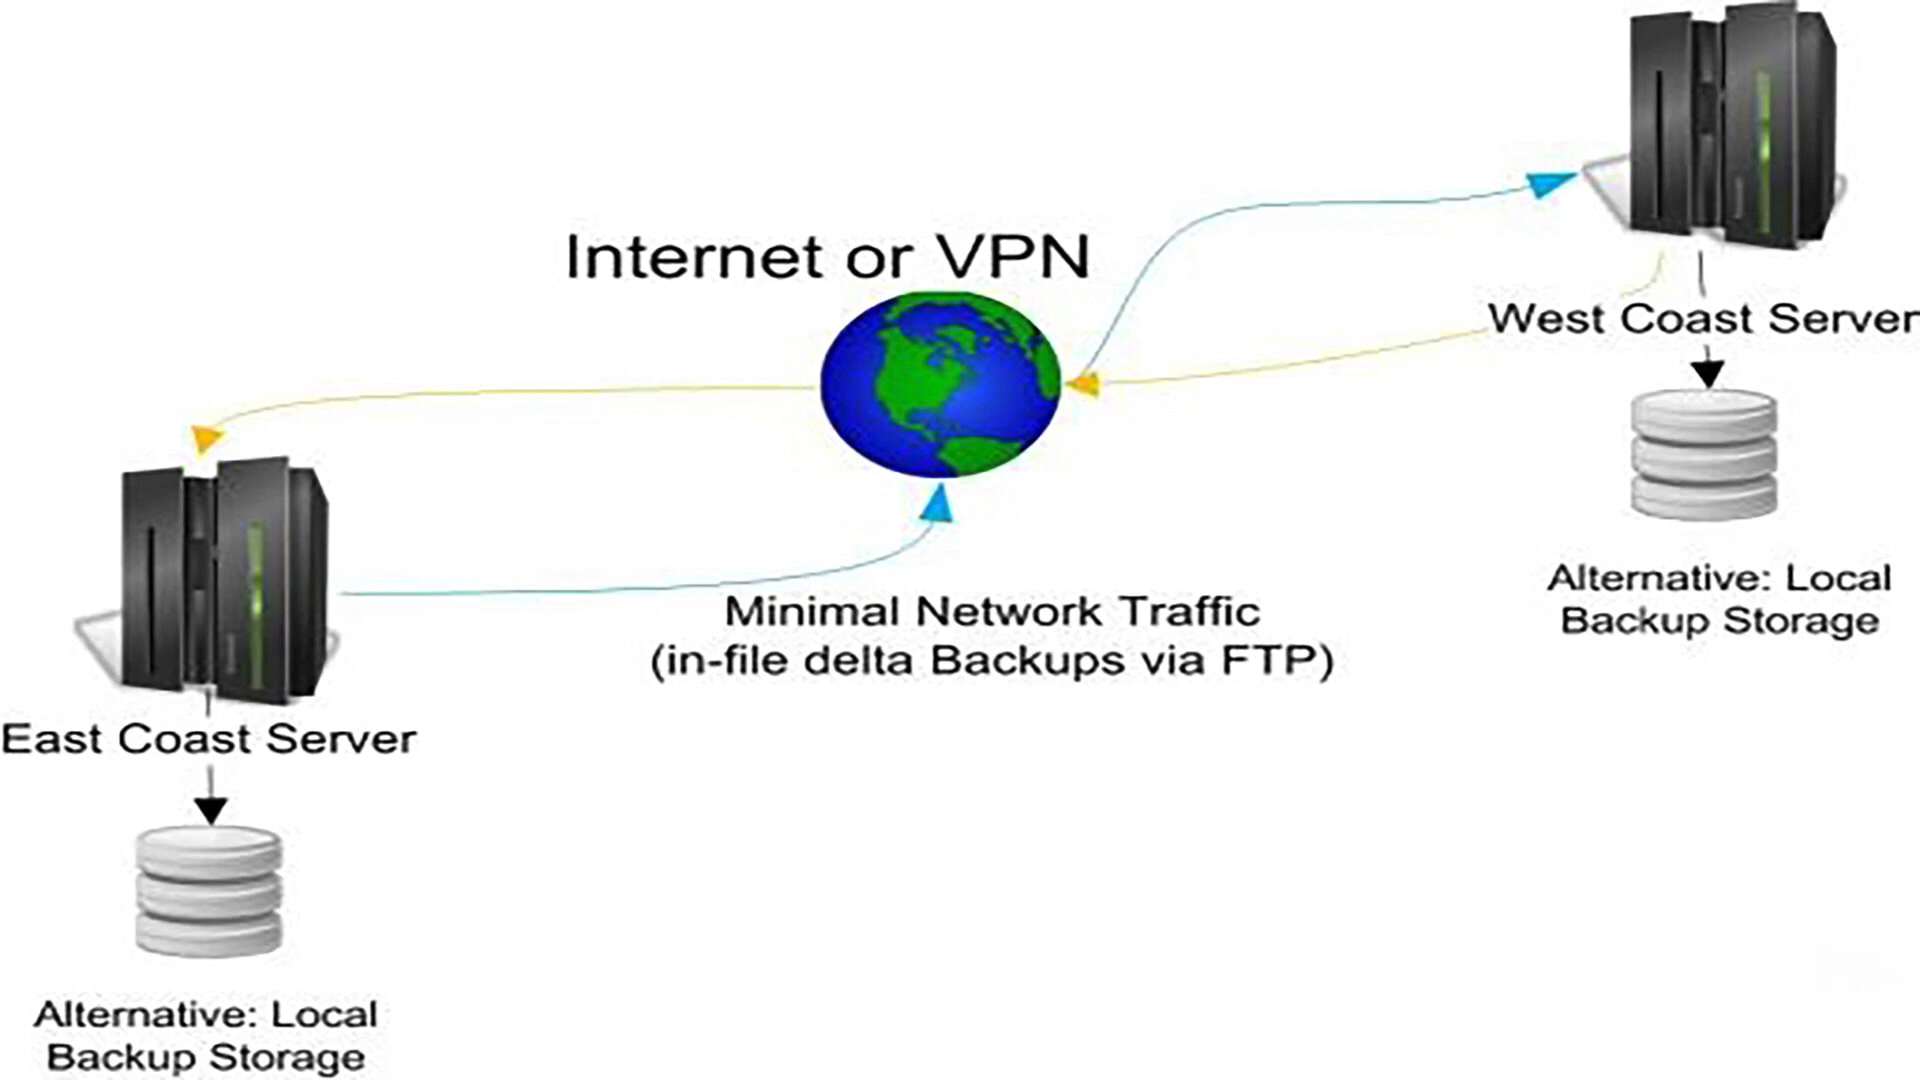 Internet or VPN
West Coast Server
Alternative: Local
Backup Storage
Minimal Network Traffic
(in-file delta Backups via FTP)
East Coast Server
Alternative: Local
Backup Storage